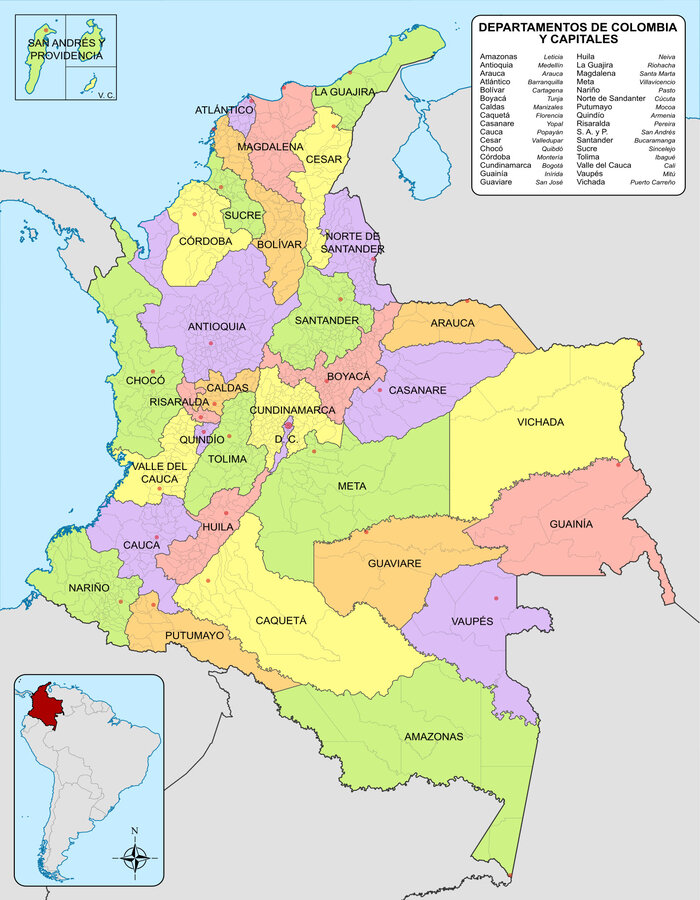 DEPARTAMENTOS DE COLOMBIA
Y CAPITALES
Amazonas Leticia
Antioquia Medellín
Arauca Arauca
Atlántico Barranquilla
Bolívar Cartagena
Boyacá Tunja
Caldas Manizales
Caquetá Florencia
Casanare Yopal
Cauca Popayán
Cesar Valledupar
Chocó Quibdó
Córdoba Montería
Cundinamarca Bogotá
Guainía Inírida
Guaviare San José
Huila Neiva
La Guajira Riohacha
Magdalena Santa Marta
Meta Villavicencio
Nariño Pasto
Norte de Santander Cúcuta
Putumayo Mocoa
Quindío Armenia
Risaralda Pereira
S. A. y P. San Andrés
Santander Bucaramanga
Sucre Sincelejo
Tolima Ibagué
Valle del Cauca Cali
Vaupés Mitú
Vichada Puerto Carreño
SAN ANDRÉS Y
PROVIDENCIA
V. C.
LA GUAJIRA
ATLÁNTICO
MAGDALENA
CESAR
SUCRE
CÓRDOBA
BOLÍVAR
NORTE DE
SANTANDER
ANTIOQUIA
SANTANDER
ARAUCA
CHOCÓ
BOYACÁ
CALDAS
CASANARE
RISARALDA
CUNDINAMARCA
VICHADA
QUINDÍO
D. C.
TOLIMA
VALLE DEL
CAUCA
META
HUILA
GUAINÍA
CAUCA
GUAVIARE
NARIÑO
CAQUETÁ
VAUPÉS
PUTUMAYO
AMAZONAS
N